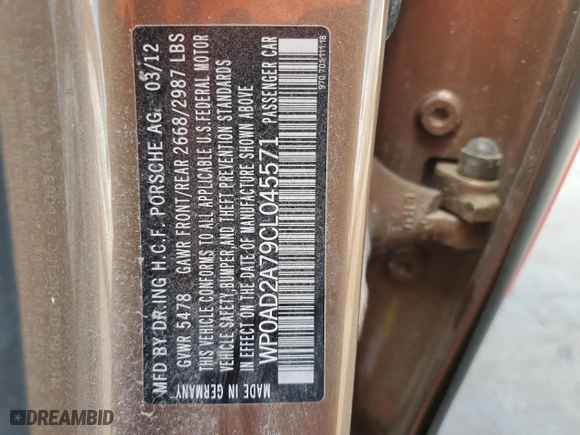 MFD BY DR.ING H.C.F. PORSCHE AG. 03/12
GVWR 5478 GAWR FRONT/REAR 2668/2987 LBS
THIS VEHICLE CONFORMS TO ALL APPLICABLE U.S.FEDERAL MOTOR
VEHICLE SAFETY,BUMPER,AND THEFT PREVENTION STANDARDS
IN EFFECT ON THE DATE OF MANUFACTURE SHOWN ABOVE
WP0AD2A79CL045571 PASSENGER CAR
MADE IN GERMANY
DREAMBID